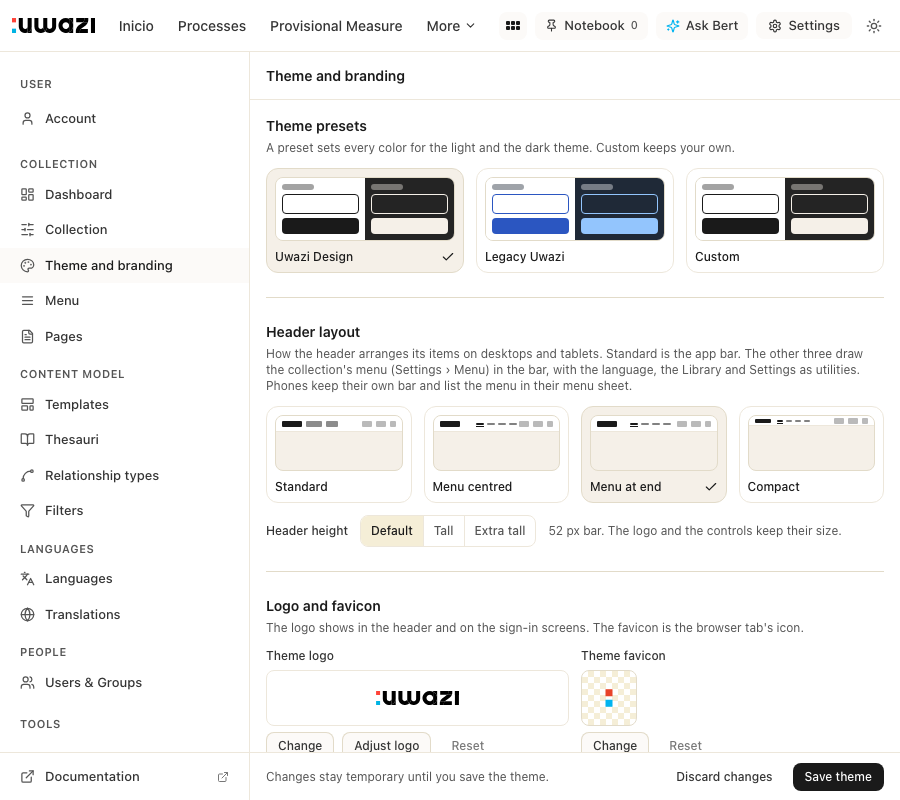 :uwazi Inicio Processes Provisional Measure More Notebook 0 Ask Bert Settings
USER
Account
COLLECTION
Dashboard
Collection
Theme and branding
Menu
Pages
CONTENT MODEL
Templates
Thesauri
Relationship types
Filters
LANGUAGES
Languages
Translations
PEOPLE
Users & Groups
TOOLS
Documentation
Theme and branding
Theme presets
A preset sets every color for the light and the dark theme. Custom keeps your own.
Uwazi Design Legacy Uwazi Custom
Header layout
How the header arranges its items on desktops and tablets. Standard is the app bar. The other three draw
the collection's menu (Settings › Menu) in the bar, with the language, the Library and Settings as utilities.
Phones keep their own bar and list the menu in their menu sheet.
Standard Menu centred Menu at end Compact
Header height Default Tall Extra tall 52 px bar. The logo and the controls keep their size.
Logo and favicon
The logo shows in the header and on the sign-in screens. The favicon is the browser tab's icon.
Theme logo Theme favicon
:uwazi
Change Adjust logo Reset Change Reset
Changes stay temporary until you save the theme. Discard changes Save theme